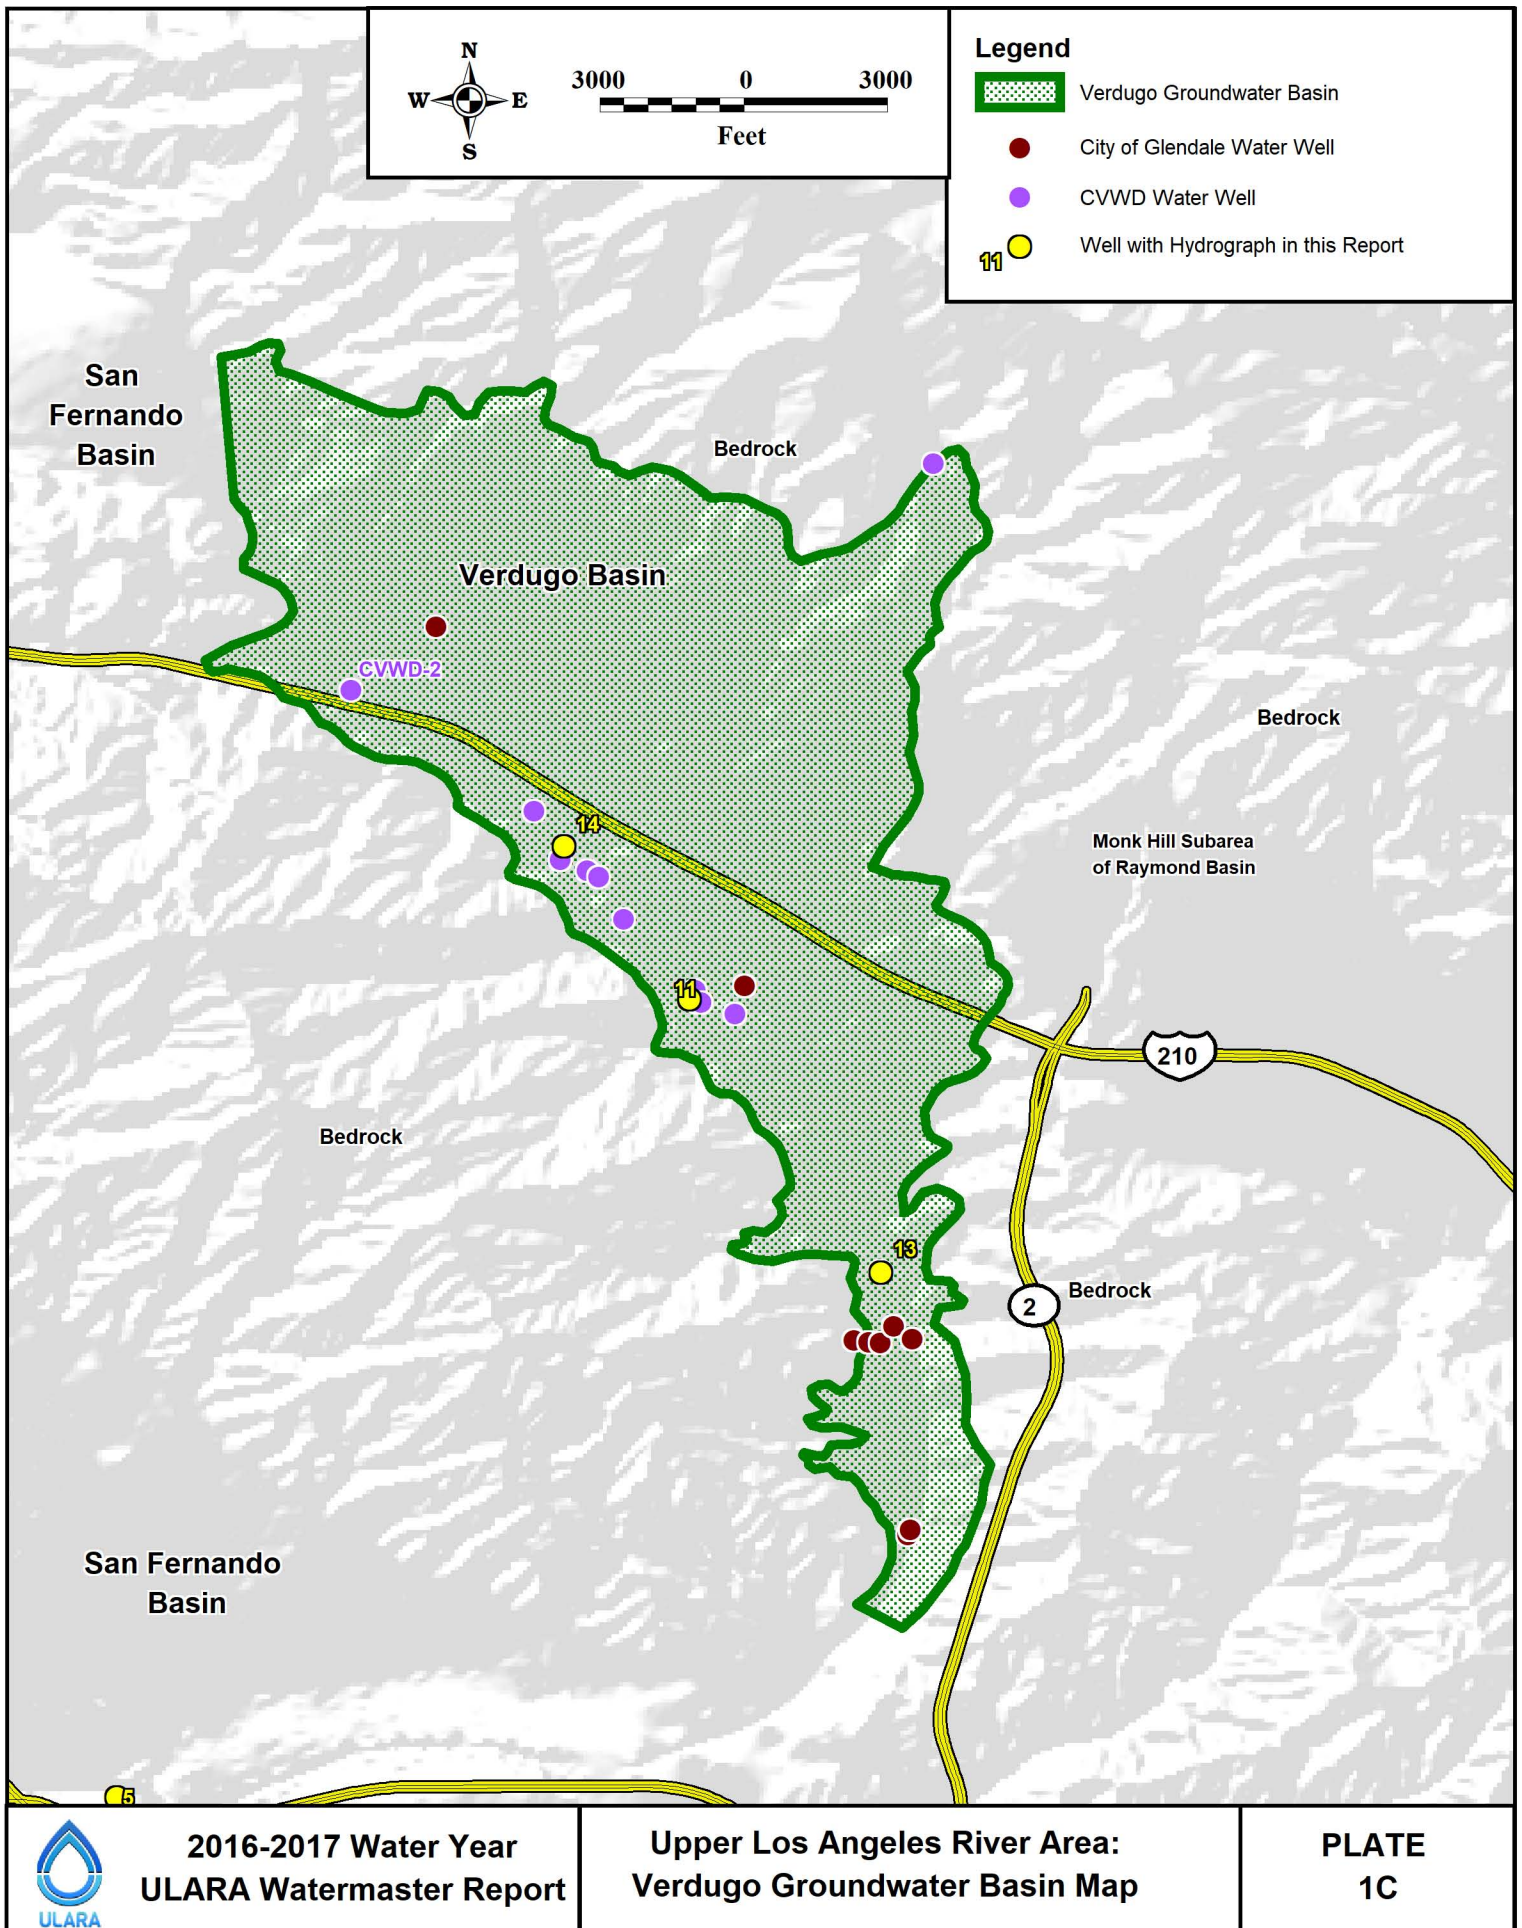 N
W E
S
3000 0 3000
Feet
Legend
Verdugo Groundwater Basin
City of Glendale Water Well
CVWD Water Well
11 Well with Hydrograph in this Report
San
Fernando
Basin
Bedrock
Verdugo Basin
CVWD-2
Bedrock
14
Monk Hill Subarea
of Raymond Basin
11
210
Bedrock
13
Bedrock
2
San Fernando
Basin
5
ULARA
2016-2017 Water Year
ULARA Watermaster Report
Upper Los Angeles River Area:
Verdugo Groundwater Basin Map
PLATE
1C